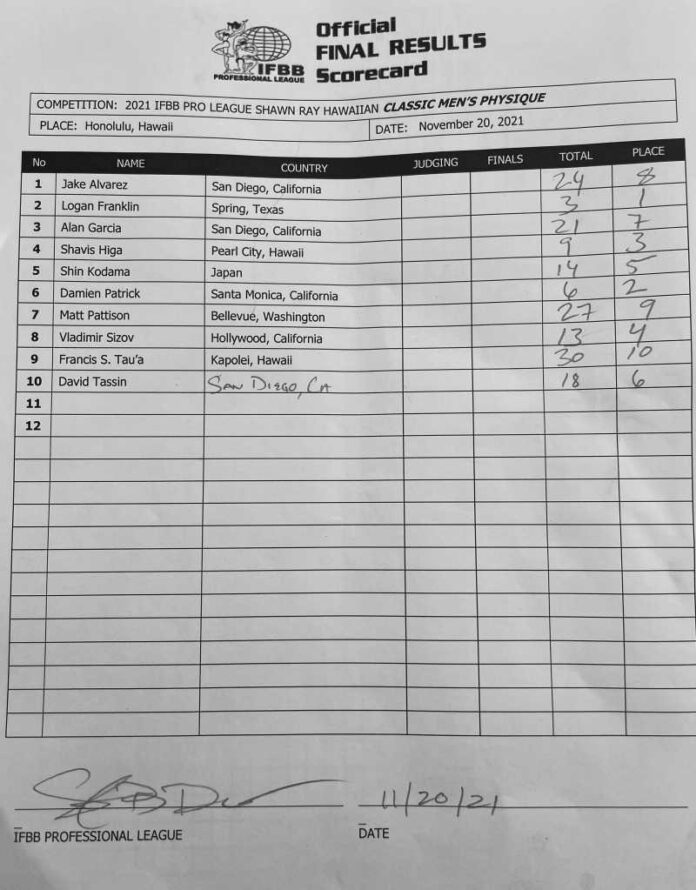 Official
FINAL RESULTS
Scorecard
IFBB
PROFESSIONAL LEAGUE
COMPETITION: 2021 IFBB PRO LEAGUE SHAWN RAY HAWAIIAN CLASSIC MEN'S PHYSIQUE
PLACE: Honolulu, Hawaii DATE: November 20, 2021
No NAME COUNTRY JUDGING FINALS TOTAL PLACE
1 Jake Alvarez San Diego, California 24 8
2 Logan Franklin Spring, Texas 3 1
3 Alan Garcia San Diego, California 21 7
4 Shavis Higa Pearl City, Hawaii 9 3
5 Shin Kodama Japan 14 5
6 Damien Patrick Santa Monica, California 6 2
7 Matt Pattison Bellevue, Washington 27 9
8 Vladimir Sizov Hollywood, California 13 4
9 Francis S. Tau'a Kapolei, Hawaii 30 10
10 David Tassin San Diego, CA 18 6
11
12
11/20/21
IFBB PROFESSIONAL LEAGUE DATE